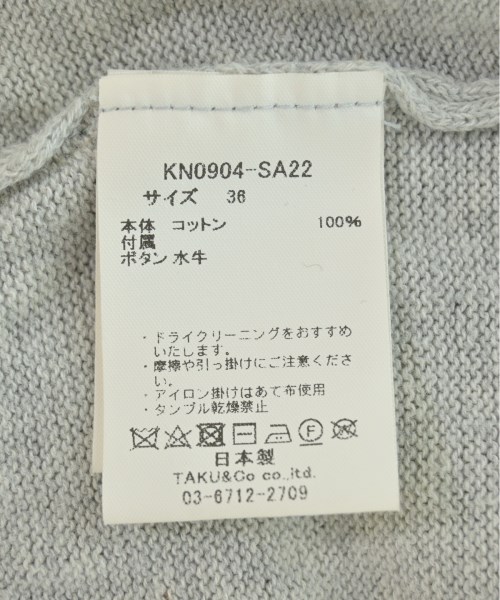 KN0904-SA22
サイズ 36
本体 コットン 100%
付属
ボタン 水牛
・ドライクリーニングをおすすめ
いたします。
・摩擦や引っ掛けにご注意くださ
い。
・アイロン掛けはあて布使用
・タンブル乾燥禁止
F
日本製
TAKU&Co co.,itd.
03-6712-2709